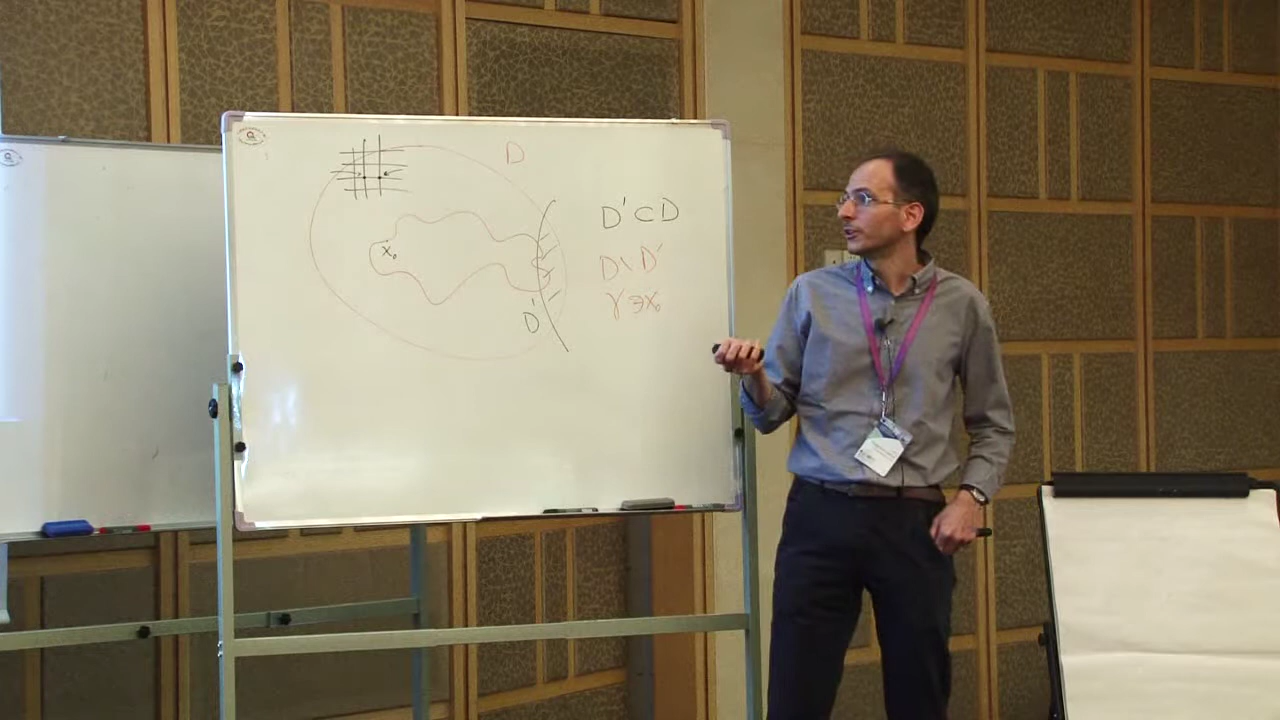 D
D' ⊂ D
D \ D'
γ ∋ x₀
x₀
D'